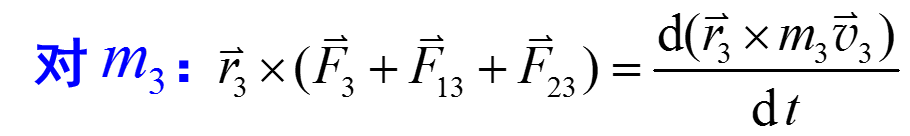 对 m₃：r⃗₃ × (F⃗₃ + F⃗₁₃ + F⃗₂₃) = d(r⃗₃ × m₃v⃗₃) / dt